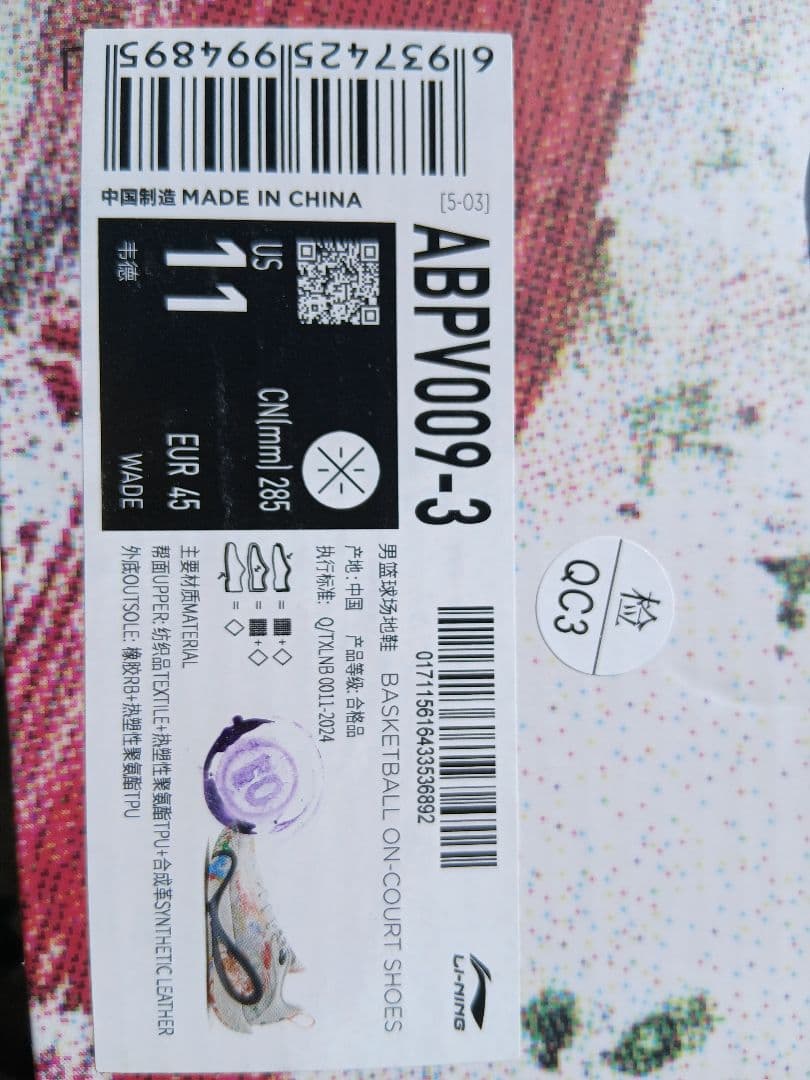 6 937425 994895
中国制造 MADE IN CHINA
[5-03]
ABPV009-3
US
11
CN(mm) 285
EUR 45
韦德
WADE
017115616433536892
LI-NING
男篮球场地鞋 BASKETBALL ON-COURT SHOES
产地:中国 产品等级:合格品
执行标准: Q/TXLNB 0011-2024
= +
= +
=
主要材质MATERIAL
帮面UPPER: 纺织品TEXTILE+热塑性聚氨酯TPU+合成革SYNTHETIC LEATHER
外底OUTSOLE: 橡胶RB+热塑性聚氨酯TPU
检
QC3